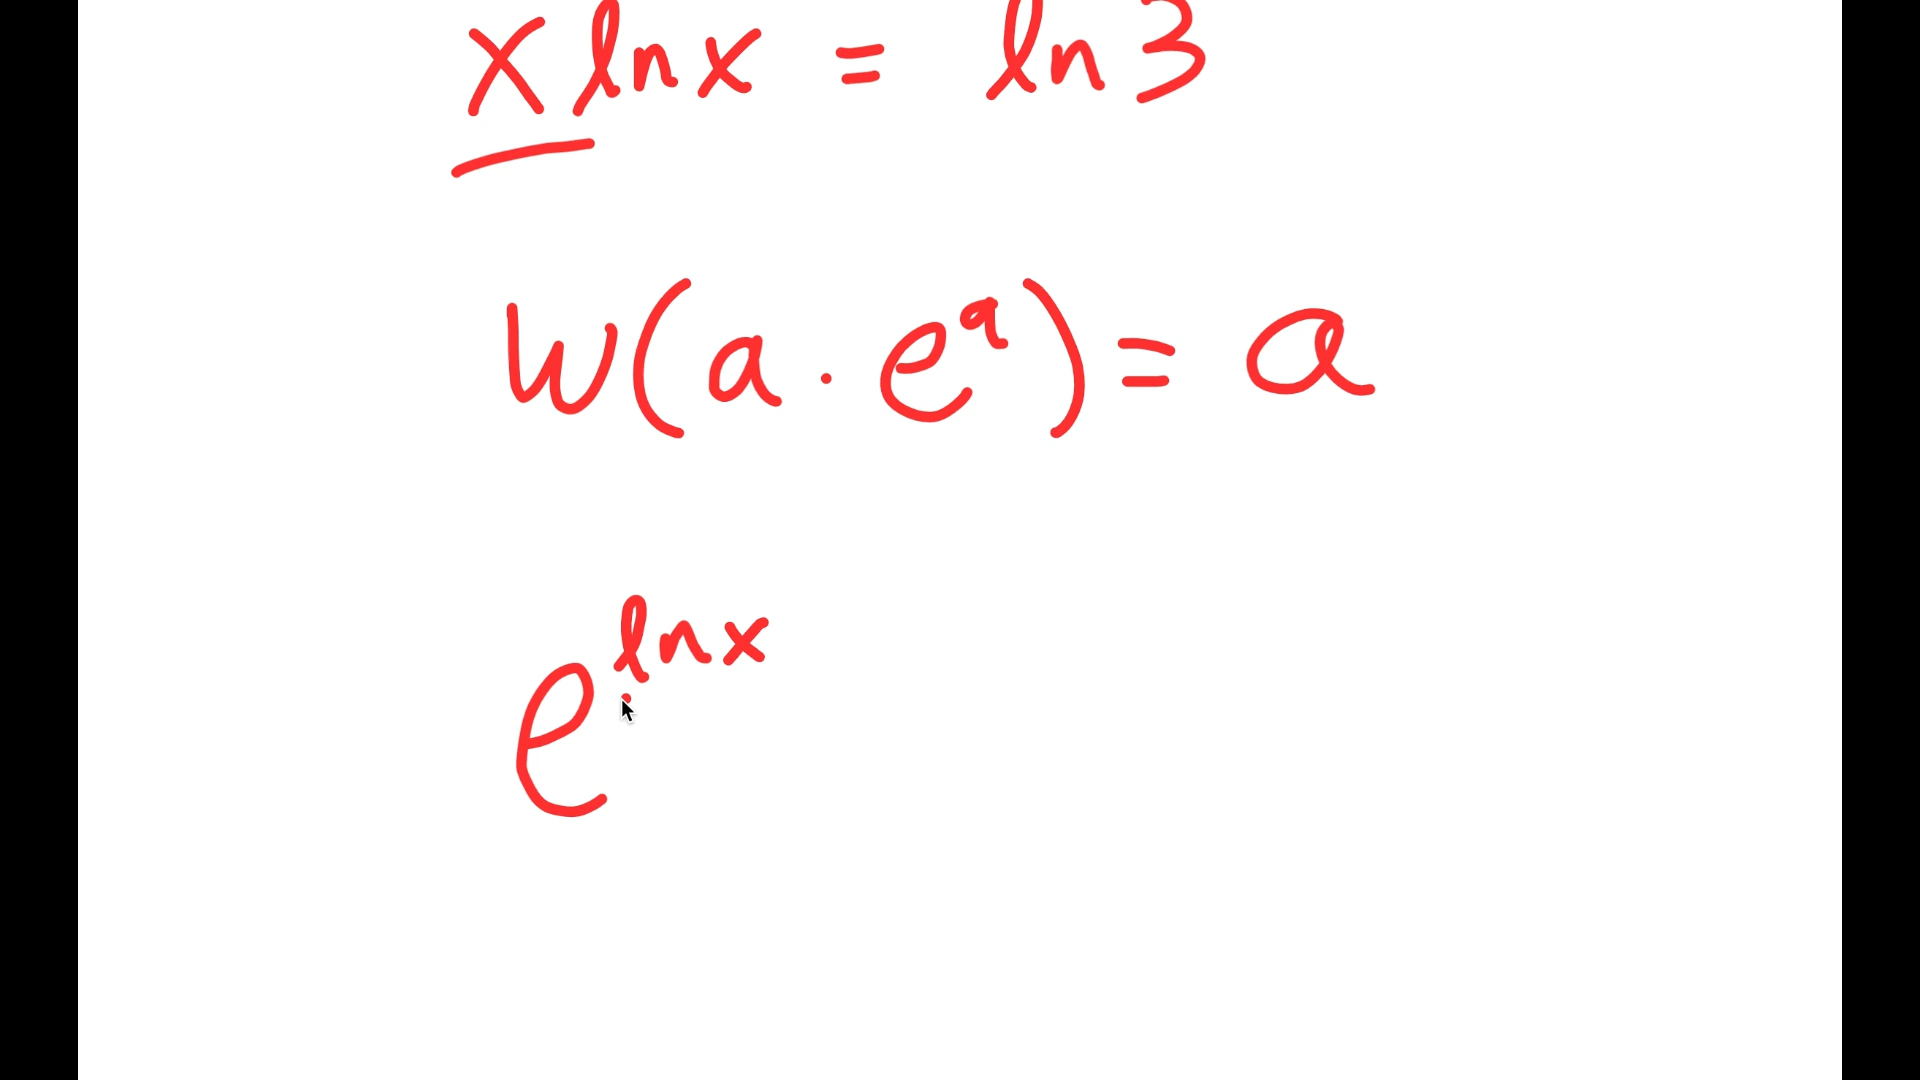 x ln x = ln 3
W(a · e^a) = a
e^ln x